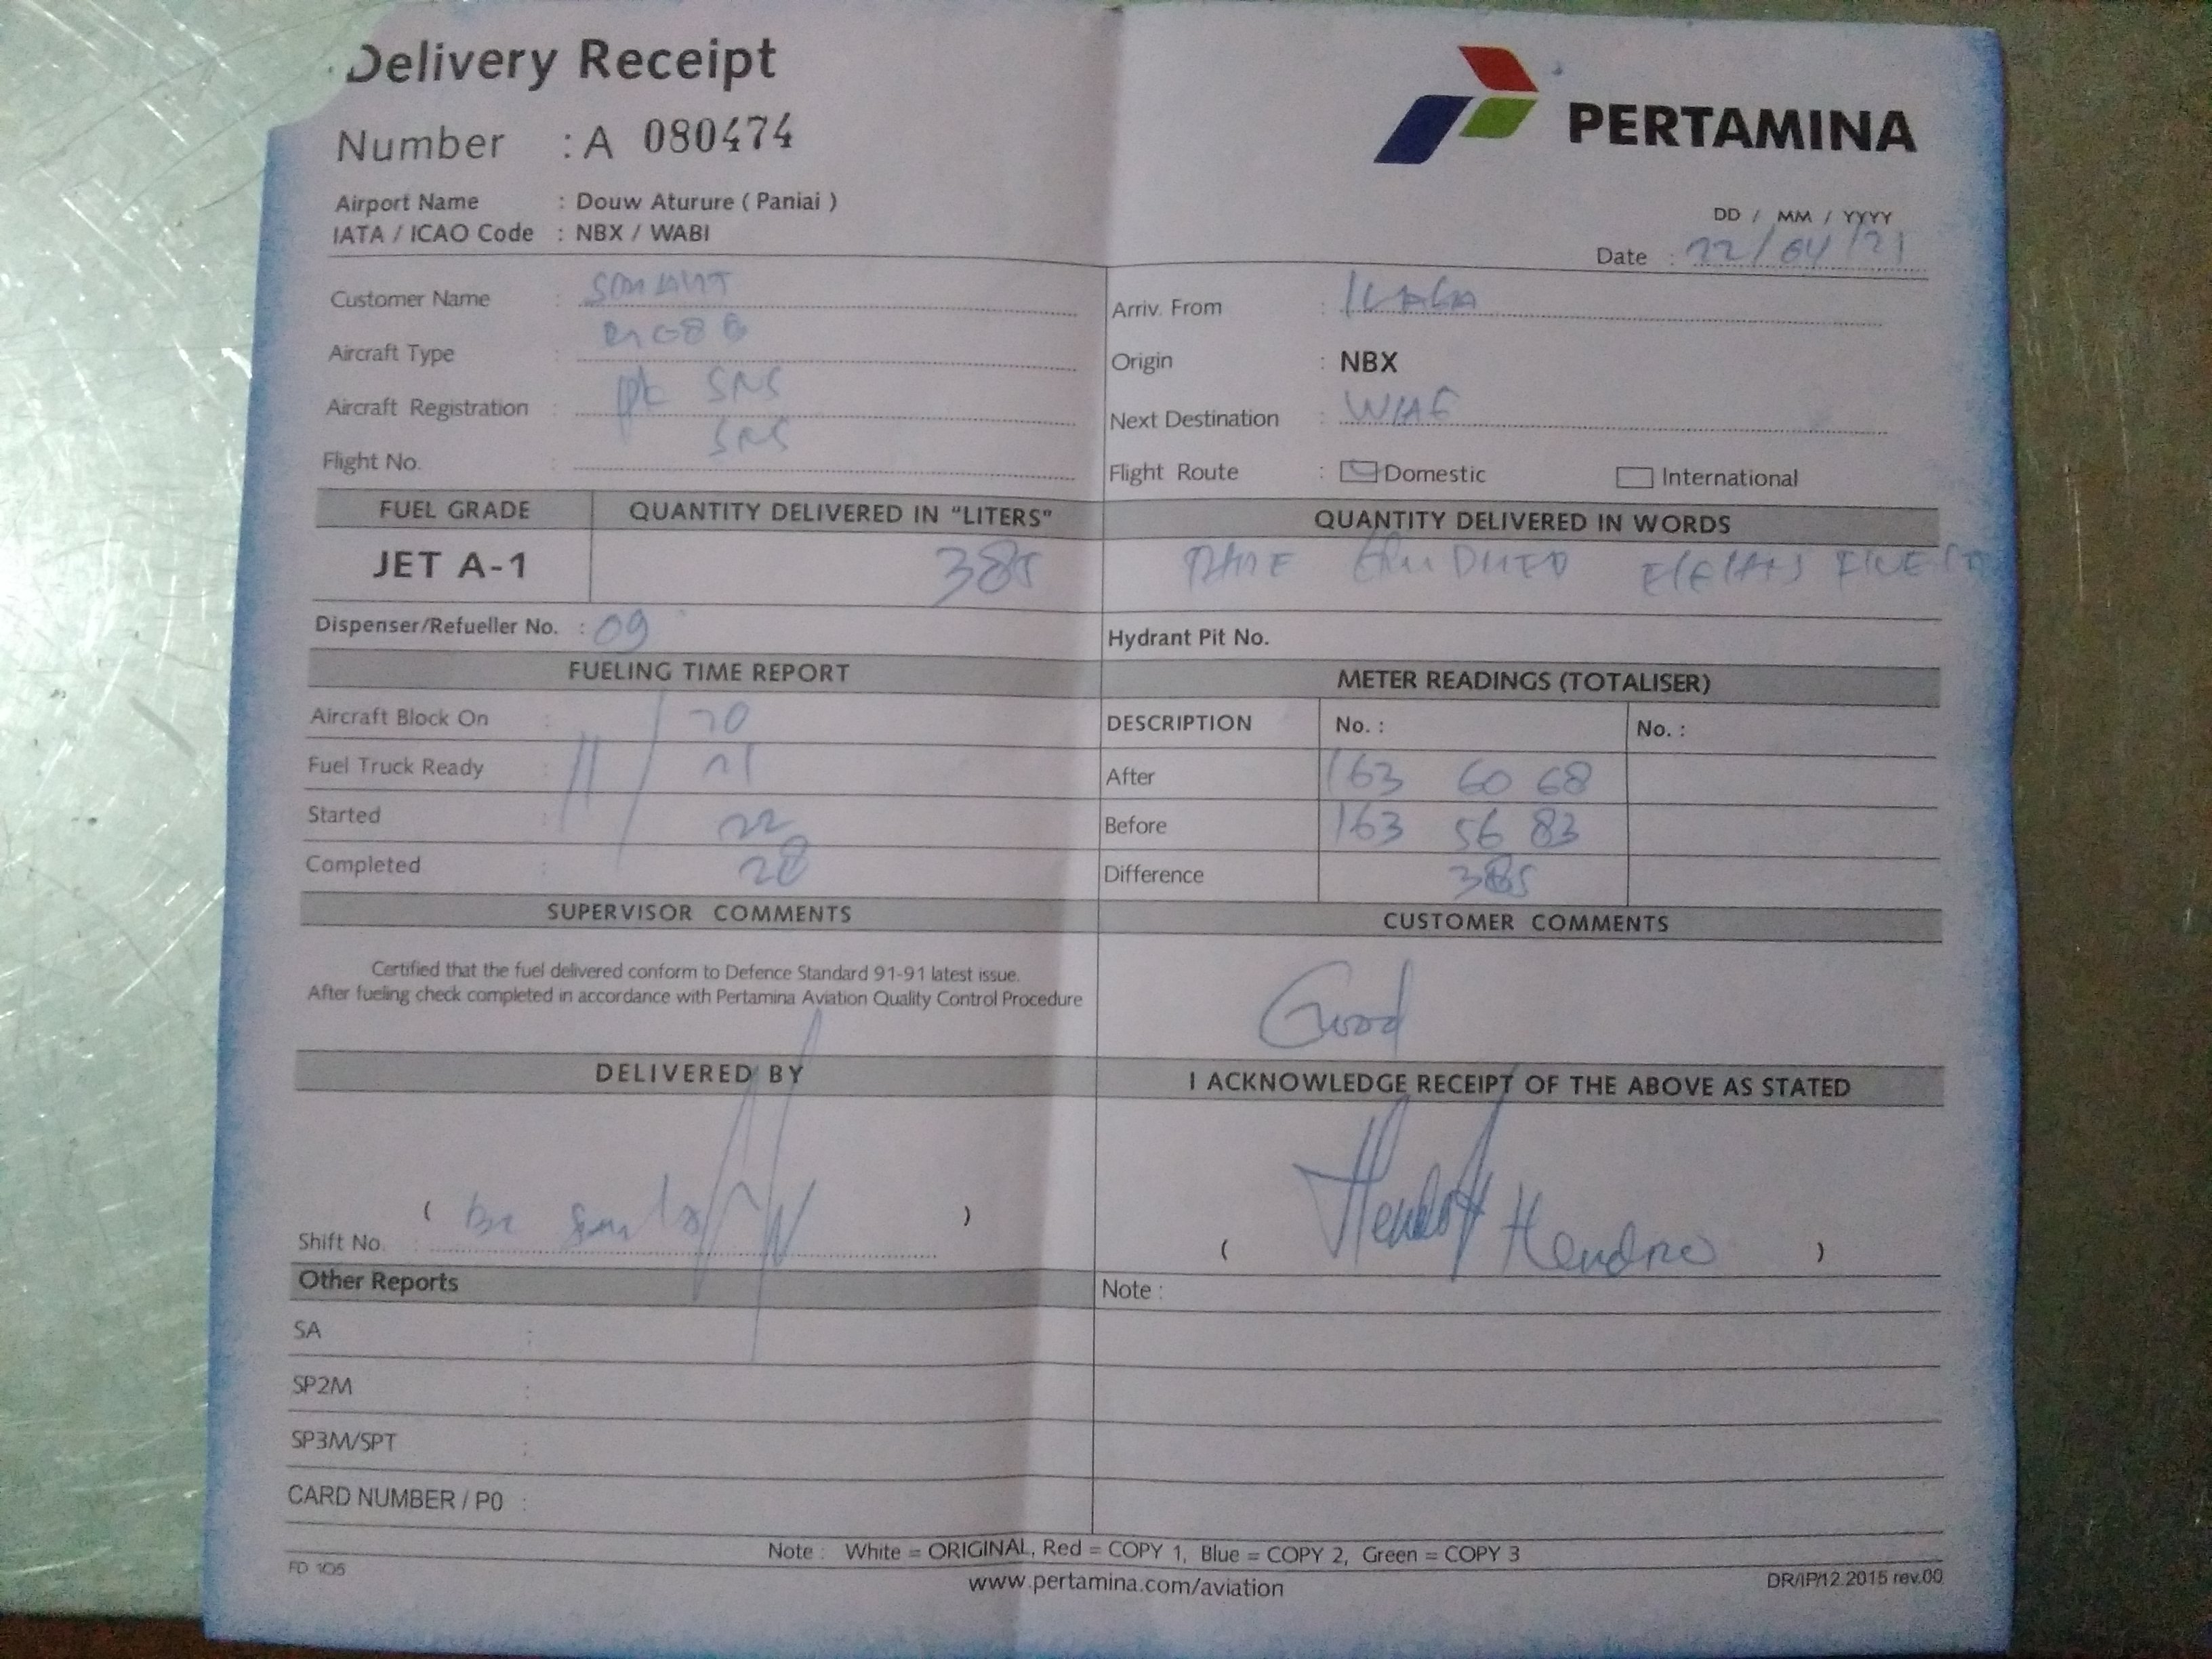 Delivery Receipt
PERTAMINA
Number : A 080474
Airport Name : Douw Aturure ( Paniai )
IATA / ICAO Code : NBX / WABI
DD / MM / YYYY
Date : 22/04/21
Customer Name : SMART
Arriv. From : ILAGA
Aircraft Type :
Origin : NBX
Aircraft Registration : pk SNS
Next Destination :
Flight No. : SNS
Flight Route : Domestic International
FUEL GRADE QUANTITY DELIVERED IN "LITERS" QUANTITY DELIVERED IN WORDS
JET A-1 385
Dispenser/Refueller No. : 09
Hydrant Pit No.
FUELING TIME REPORT METER READINGS (TOTALISER)
Aircraft Block On : 20
DESCRIPTION No. : No. :
Fuel Truck Ready : 21
After 163 60 68
Started : 22
Before 163 56 83
Completed : 28
Difference 385
SUPERVISOR COMMENTS CUSTOMER COMMENTS
Certified that the fuel delivered conform to Defence Standard 91-91 latest issue.
After fueling check completed in accordance with Pertamina Aviation Quality Control Procedure
Good
DELIVERED BY I ACKNOWLEDGE RECEIPT OF THE ABOVE AS STATED
( )
Shift No. :
( Hendro )
Other Reports Note :
SA :
SP2M :
SP3M/SPT :
CARD NUMBER / P0 :
Note : White = ORIGINAL, Red = COPY 1, Blue = COPY 2, Green = COPY 3
FD 105
www.pertamina.com/aviation
DR/IP/12.2015 rev.00